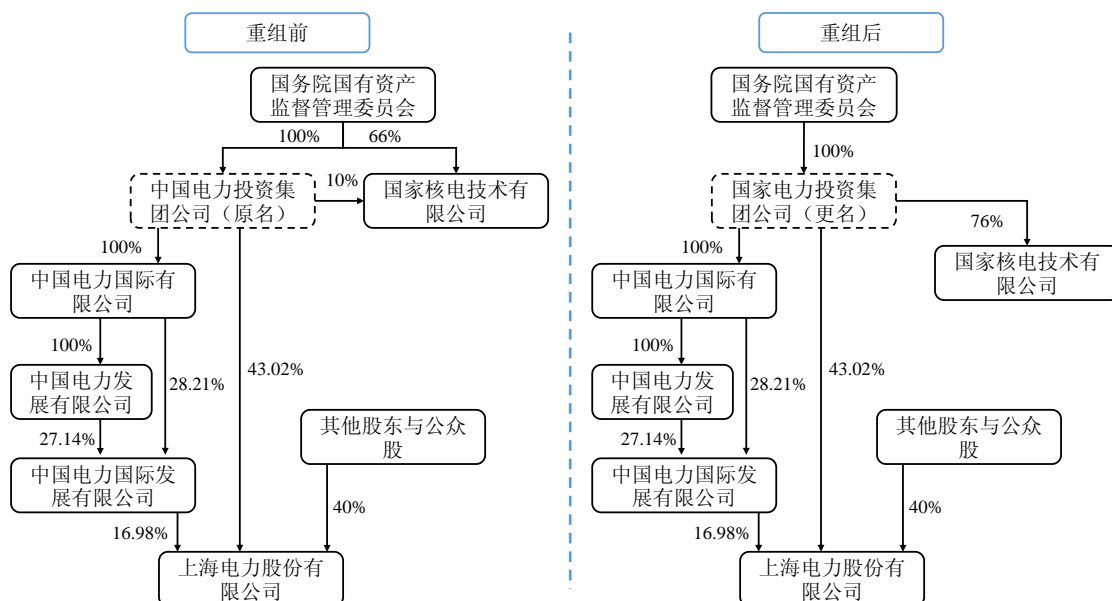 重组前
国务院国有资产
监督管理委员会
100%
66%
中国电力投资集
团公司（原名）
10%
国家核电技术有
限公司
100%
中国电力国际有
限公司
100%
中国电力发
展有限公司
28.21%
43.02%
27.14%
其他股东与公众
股
中国电力国际发
展有限公司
16.98%
40%
上海电力股份有
限公司
重组后
国务院国有资产
监督管理委员会
100%
国家电力投资集
团公司（更名）
76%
国家核电技术有
限公司
100%
中国电力国际有
限公司
100%
中国电力发
展有限公司
28.21%
43.02%
27.14%
其他股东与公众
股
中国电力国际发
展有限公司
16.98%
40%
上海电力股份有
限公司